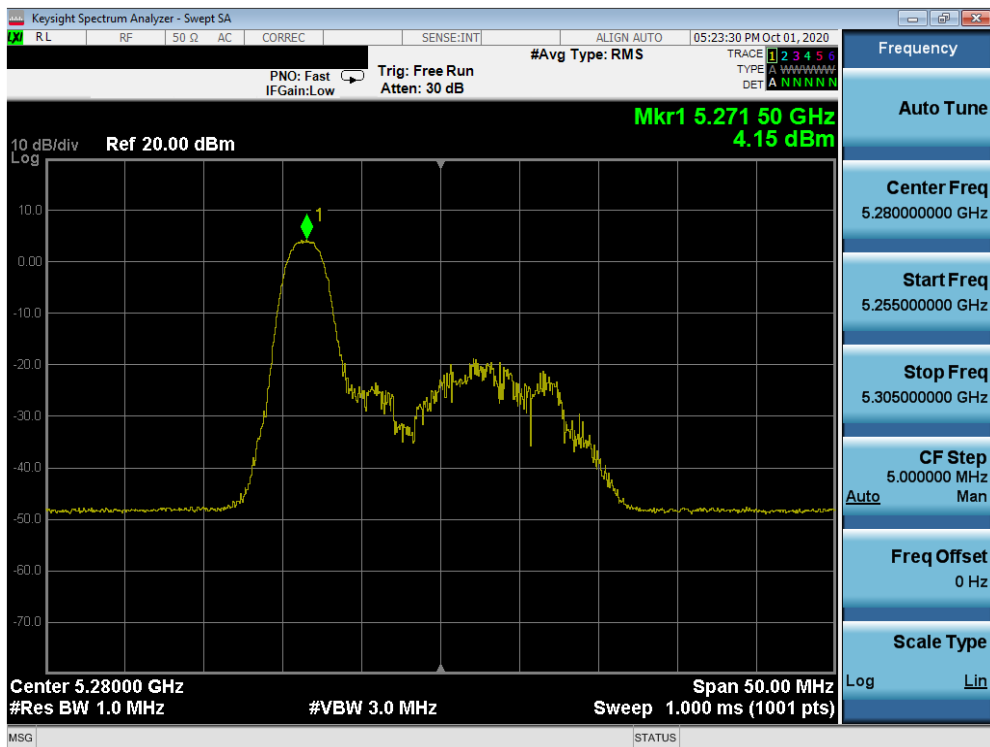 Keysight Spectrum Analyzer - Swept SA
LXI RL RF 50 Ω AC CORREC SENSE:INT ALIGN AUTO 05:23:30 PM Oct 01, 2020
#Avg Type: RMS
TRACE 1 2 3 4 5 6
TYPE A WWWWW
DET A N N N N N
PNO: Fast
IFGain:Low
Trig: Free Run
Atten: 30 dB
Mkr1 5.271 50 GHz
4.15 dBm
10 dB/div Ref 20.00 dBm
Log
10.0
0.00
-10.0
-20.0
-30.0
-40.0
-50.0
-60.0
-70.0
1
Center 5.28000 GHz Span 50.00 MHz
#Res BW 1.0 MHz #VBW 3.0 MHz Sweep 1.000 ms (1001 pts)
MSG STATUS
Frequency
Auto Tune
Center Freq
5.280000000 GHz
Start Freq
5.255000000 GHz
Stop Freq
5.305000000 GHz
CF Step
5.000000 MHz
Auto Man
Freq Offset
0 Hz
Scale Type
Log Lin